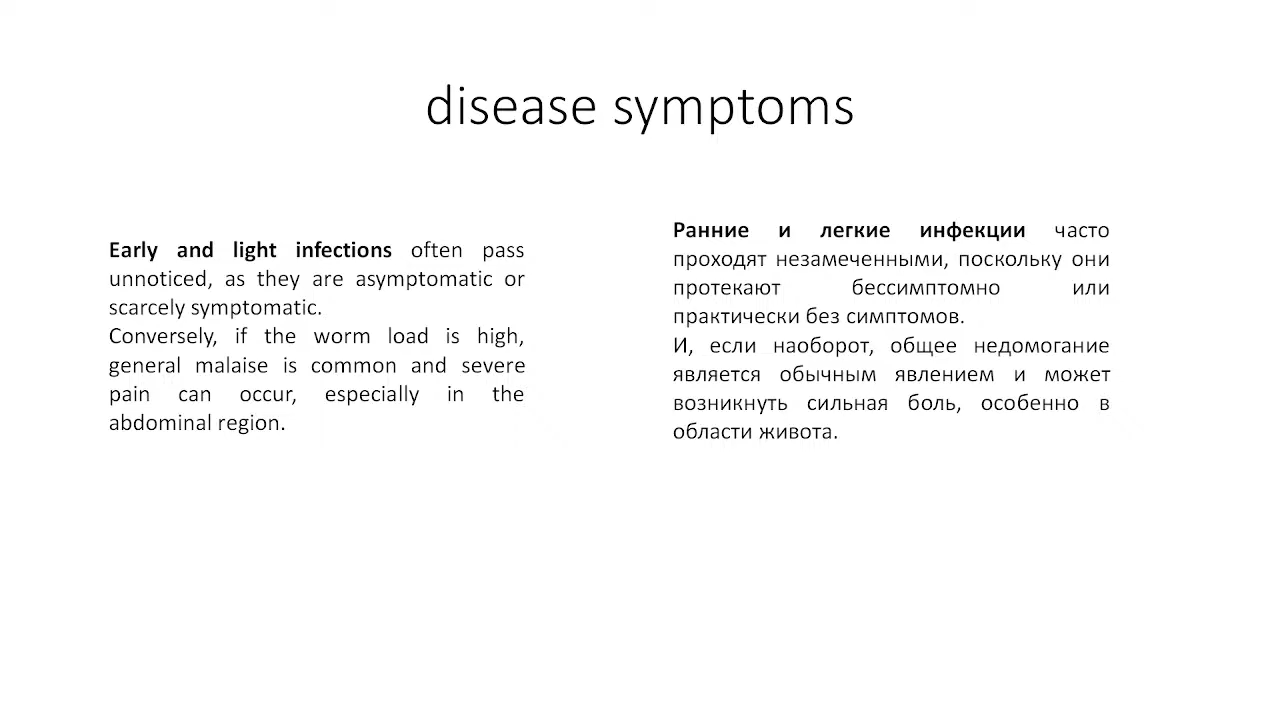 disease symptoms
Early and light infections often pass
unnoticed, as they are asymptomatic or
scarcely symptomatic.
Conversely, if the worm load is high,
general malaise is common and severe
pain can occur, especially in the
abdominal region.
Ранние и легкие инфекции часто
проходят незамеченными, поскольку они
протекают бессимптомно или
практически без симптомов.
И, если наоборот, общее недомогание
является обычным явлением и может
возникнуть сильная боль, особенно в
области живота.